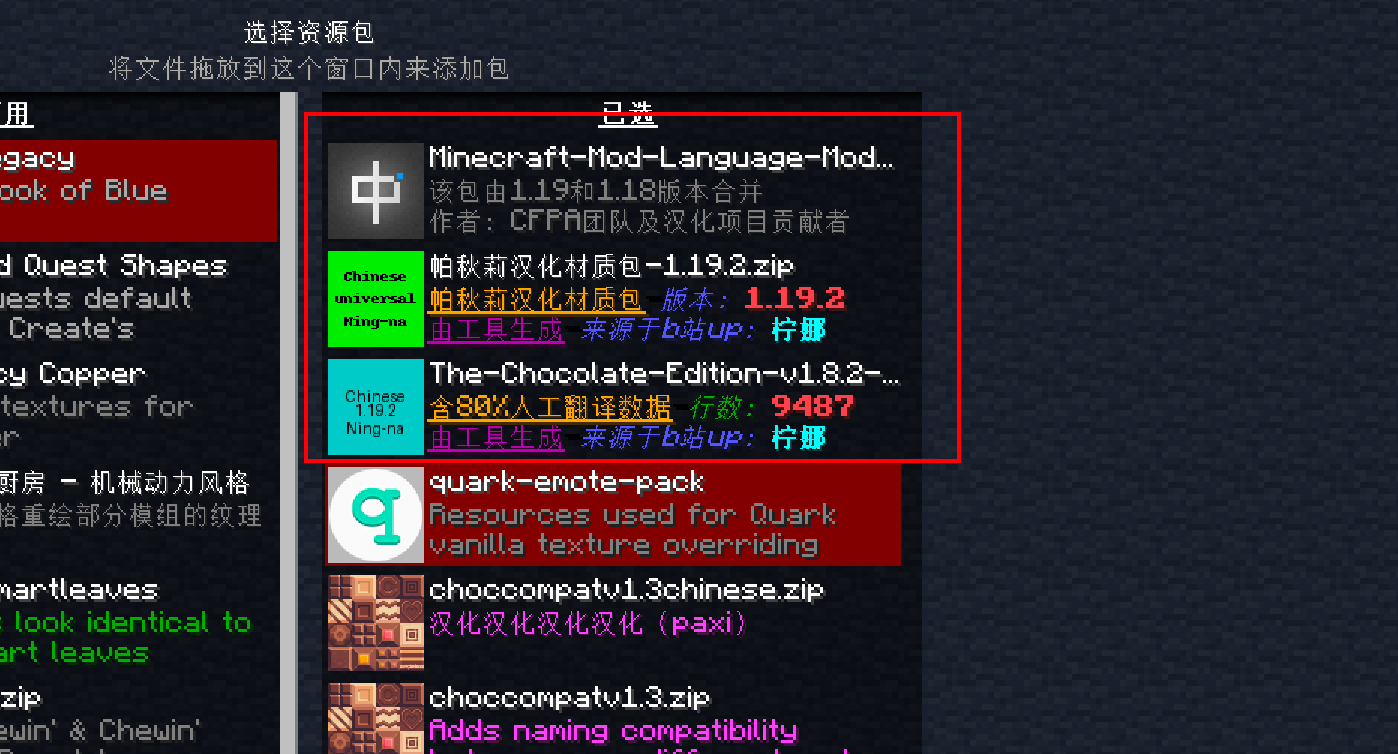 选择资源包
将文件拖放到这个窗口内来添加包
用
egacy
ook of Blue
d Quest Shapes
uests default
Create's
cy Copper
textures for
er
厨房 - 机械动力风格
格重绘部分模组的纹理
martleaves
look identical to
art leaves
zip
ewin' & Chewin'
已选
Minecraft-Mod-Language-Mod...
该包由1.19和1.18版本合并
作者: CFPA团队及汉化项目贡献者
Chinese
universal
Ning-na
帕秋莉汉化材质包-1.19.2.zip
帕秋莉汉化材质包-版本: 1.19.2
由工具生成-来源于b站up: 柠娜
Chinese
1.19.2
Ning-na
The-Chocolate-Edition-v1.8.2-...
含80%人工翻译数据-行数: 9487
由工具生成-来源于b站up: 柠娜
q
quark-emote-pack
Resources used for Quark
vanilla texture overriding
choccompatv1.3chinese.zip
汉化汉化汉化汉化（paxi）
choccompatv1.3.zip
Adds naming compatibility